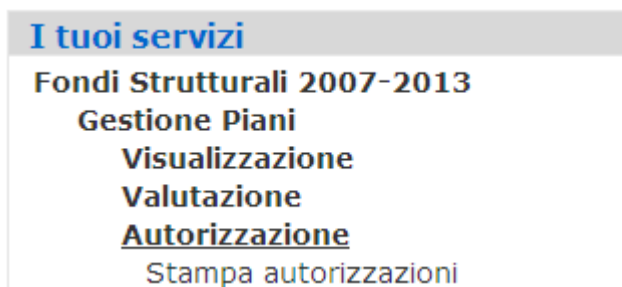 I tuoi servizi
Fondi Strutturali 2007-2013
Gestione Piani
Visualizzazione
Valutazione
Autorizzazione
Stampa autorizzazioni